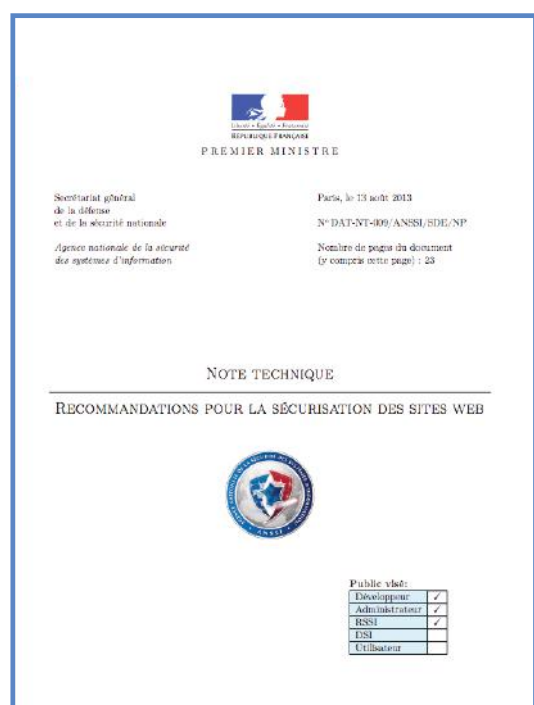 Liberté • Égalité • Fraternité
RÉPUBLIQUE FRANÇAISE
PREMIER MINISTRE
Secrétariat général
de la défense
et de la sécurité nationale
Agence nationale de la sécurité
des systèmes d'information
Paris, le 13 août 2013
N° DAT-NT-009/ANSSI/SDE/NP
Nombre de pages du document
(y compris cette page) : 23
NOTE TECHNIQUE
RECOMMANDATIONS POUR LA SÉCURISATION DES SITES WEB
ANSSI
Public visé:
Développeur ✓
Administrateur ✓
RSSI ✓
DSI
Utilisateur